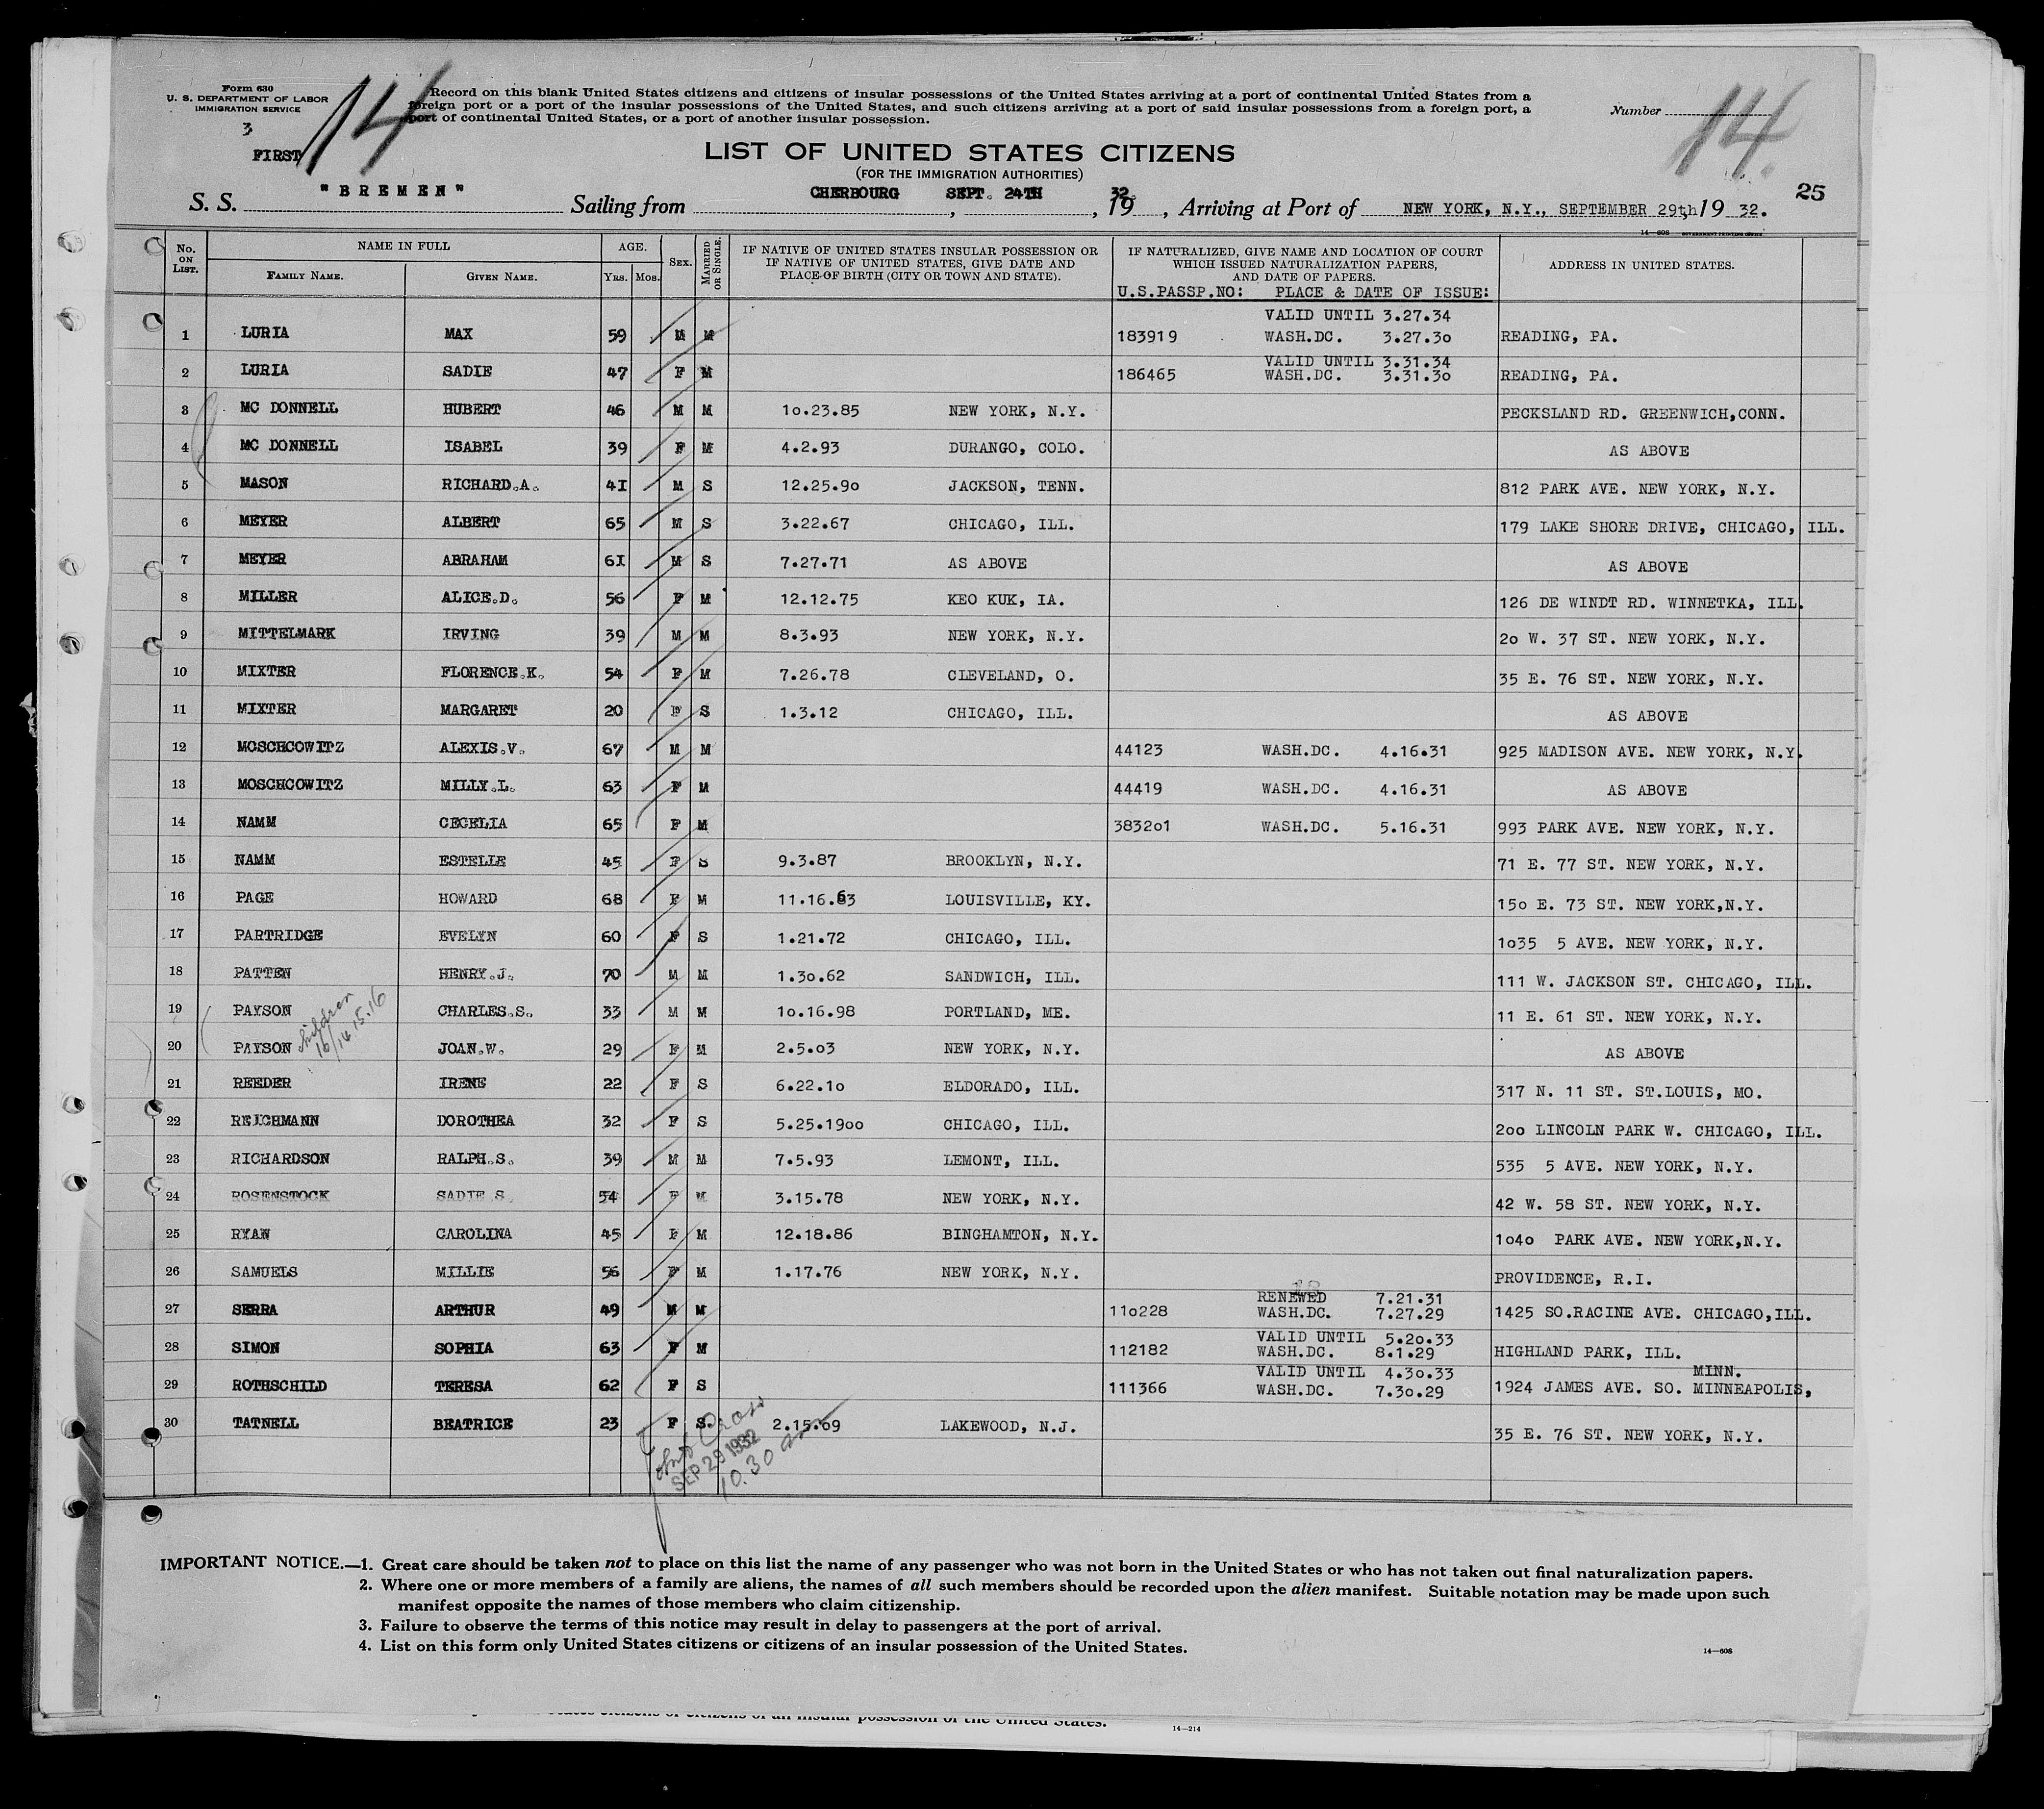 Form 630
U. S. DEPARTMENT OF LABOR
IMMIGRATION SERVICE
3
FIRST
14
Record on this blank United States citizens and citizens of insular possessions of the United States arriving at a port of continental United States from a
foreign port or a port of the insular possessions of the United States, and such citizens arriving at a port of said insular possessions from a foreign port, a
port of continental United States, or a port of another insular possession.
Number
14.
LIST OF UNITED STATES CITIZENS
(FOR THE IMMIGRATION AUTHORITIES)
25
S. S. "BREMEN" Sailing from CHERBOURG SEPT. 24TH, 1932, Arriving at Port of NEW YORK, N.Y., SEPTEMBER 29th, 1932.
14—608 GOVERNMENT PRINTING OFFICE
No. ON LIST. NAME IN FULL AGE. SEX. MARRIED OR SINGLE. IF NATIVE OF UNITED STATES INSULAR POSSESSION OR IF NATIVE OF UNITED STATES, GIVE DATE AND PLACE OF BIRTH (CITY OR TOWN AND STATE). IF NATURALIZED, GIVE NAME AND LOCATION OF COURT WHICH ISSUED NATURALIZATION PAPERS, AND DATE OF PAPERS. ADDRESS IN UNITED STATES.
FAMILY NAME. GIVEN NAME. YRS. MOS. U.S.PASSP.NO: PLACE & DATE OF ISSUE:
VALID UNTIL 3.27.34
1 LURIA MAX 59 M M 183919 WASH.DC. 3.27.30 READING, PA.
VALID UNTIL 3.31.34
2 LURIA SADIE 47 F M 186465 WASH.DC. 3.31.30 READING, PA.
3 MC DONNELL HUBERT 46 M M 10.23.85 NEW YORK, N.Y. PECKSLAND RD. GREENWICH,CONN.
4 MC DONNELL ISABEL 39 F M 4.2.93 DURANGO, COLO. AS ABOVE
5 MASON RICHARD.A. 41 M S 12.25.90 JACKSON, TENN. 812 PARK AVE. NEW YORK, N.Y.
6 MEYER ALBERT 65 M S 3.22.67 CHICAGO, ILL. 179 LAKE SHORE DRIVE, CHICAGO, ILL.
7 MEYER ABRAHAM 61 M S 7.27.71 AS ABOVE AS ABOVE
8 MILLER ALICE.D. 56 F M 12.12.75 KEO KUK, IA. 126 DE WINDT RD. WINNETKA, ILL.
9 MITTELMARK IRVING 39 M M 8.3.93 NEW YORK, N.Y. 20 W. 37 ST. NEW YORK, N.Y.
10 MIXTER FLORENCE.K. 54 F M 7.26.78 CLEVELAND, O. 35 E. 76 ST. NEW YORK, N.Y.
11 MIXTER MARGARET 20 F S 1.3.12 CHICAGO, ILL. AS ABOVE
12 MOSCHCOWITZ ALEXIS.V. 67 M M 44123 WASH.DC. 4.16.31 925 MADISON AVE. NEW YORK, N.Y.
13 MOSCHCOWITZ MILLY.L. 63 F M 44419 WASH.DC. 4.16.31 AS ABOVE
14 NAMM CECELIA 65 F M 383201 WASH.DC. 5.16.31 993 PARK AVE. NEW YORK, N.Y.
15 NAMM ESTELLE 45 F S 9.3.87 BROOKLYN, N.Y. 71 E. 77 ST. NEW YORK, N.Y.
16 PAGE HOWARD 68 F M 11.16.63 LOUISVILLE, KY. 150 E. 73 ST. NEW YORK,N.Y.
17 PARTRIDGE EVELYN 60 F S 1.21.72 CHICAGO, ILL. 1035 5 AVE. NEW YORK, N.Y.
18 PATTEN HENRY.J. 70 M M 1.30.62 SANDWICH, ILL. 111 W. JACKSON ST. CHICAGO, ILL.
19 PAYSON CHARLES.S. 33 M M 10.16.98 PORTLAND, ME. 11 E. 61 ST. NEW YORK, N.Y.
children
16/14.15.16
20 PAYSON JOAN.W. 29 F M 2.5.03 NEW YORK, N.Y. AS ABOVE
21 REEDER IRENE 22 F S 6.22.10 ELDORADO, ILL. 317 N. 11 ST. ST.LOUIS, MO.
22 REICHMANN DOROTHEA 32 F S 5.25.1900 CHICAGO, ILL. 200 LINCOLN PARK W. CHICAGO, ILL.
23 RICHARDSON RALPH.S. 39 M M 7.5.93 LEMONT, ILL. 535 5 AVE. NEW YORK, N.Y.
24 ROSENSTOCK SADIE S. 54 F M 3.15.78 NEW YORK, N.Y. 42 W. 58 ST. NEW YORK, N.Y.
25 RYAN CAROLINA 45 F M 12.18.86 BINGHAMTON, N.Y. 1040 PARK AVE. NEW YORK,N.Y.
26 SAMUELS MILLIE 56 F M 1.17.76 NEW YORK, N.Y. PROVIDENCE, R.I.
RENEWED 7.21.31
27 SERRA ARTHUR 49 M M 110228 WASH.DC. 7.27.29 1425 SO.RACINE AVE. CHICAGO,ILL.
VALID UNTIL 5.20.33
28 SIMON SOPHIA 63 F M 112182 WASH.DC. 8.1.29 HIGHLAND PARK, ILL.
VALID UNTIL 4.30.33 MINN.
29 ROTHSCHILD TERESA 62 F S 111366 WASH.DC. 7.30.29 1924 JAMES AVE. SO. MINNEAPOLIS,
30 TATNELL BEATRICE 23 F S. 2.15.09 LAKEWOOD, N.J. 35 E. 76 ST. NEW YORK, N.Y.
SEP 29 1932
10.30 am
IMPORTANT NOTICE.—1. Great care should be taken not to place on this list the name of any passenger who was not born in the United States or who has not taken out final naturalization papers.
2. Where one or more members of a family are aliens, the names of all such members should be recorded upon the alien manifest. Suitable notation may be made upon such
manifest opposite the names of those members who claim citizenship.
3. Failure to observe the terms of this notice may result in delay to passengers at the port of arrival.
4. List on this form only United States citizens or citizens of an insular possession of the United States.
14—608
citizens or citizens of an insular possession of the United States.
14—214